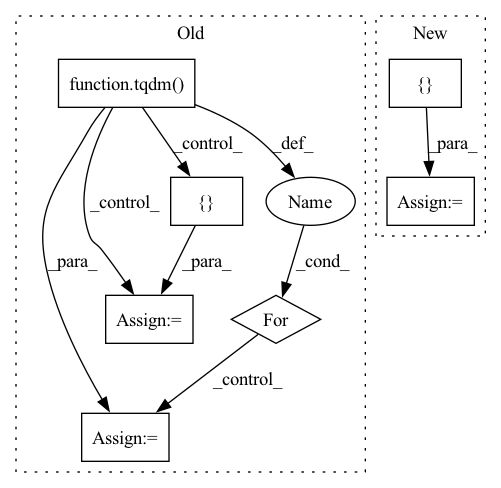 Old
New
function.tqdm()
{}
_control_
_def_
_para_
_control_
{}
Name
Assign:=
_para_
_para_
_cond_
Assign:=
For
_control_
Assign:=